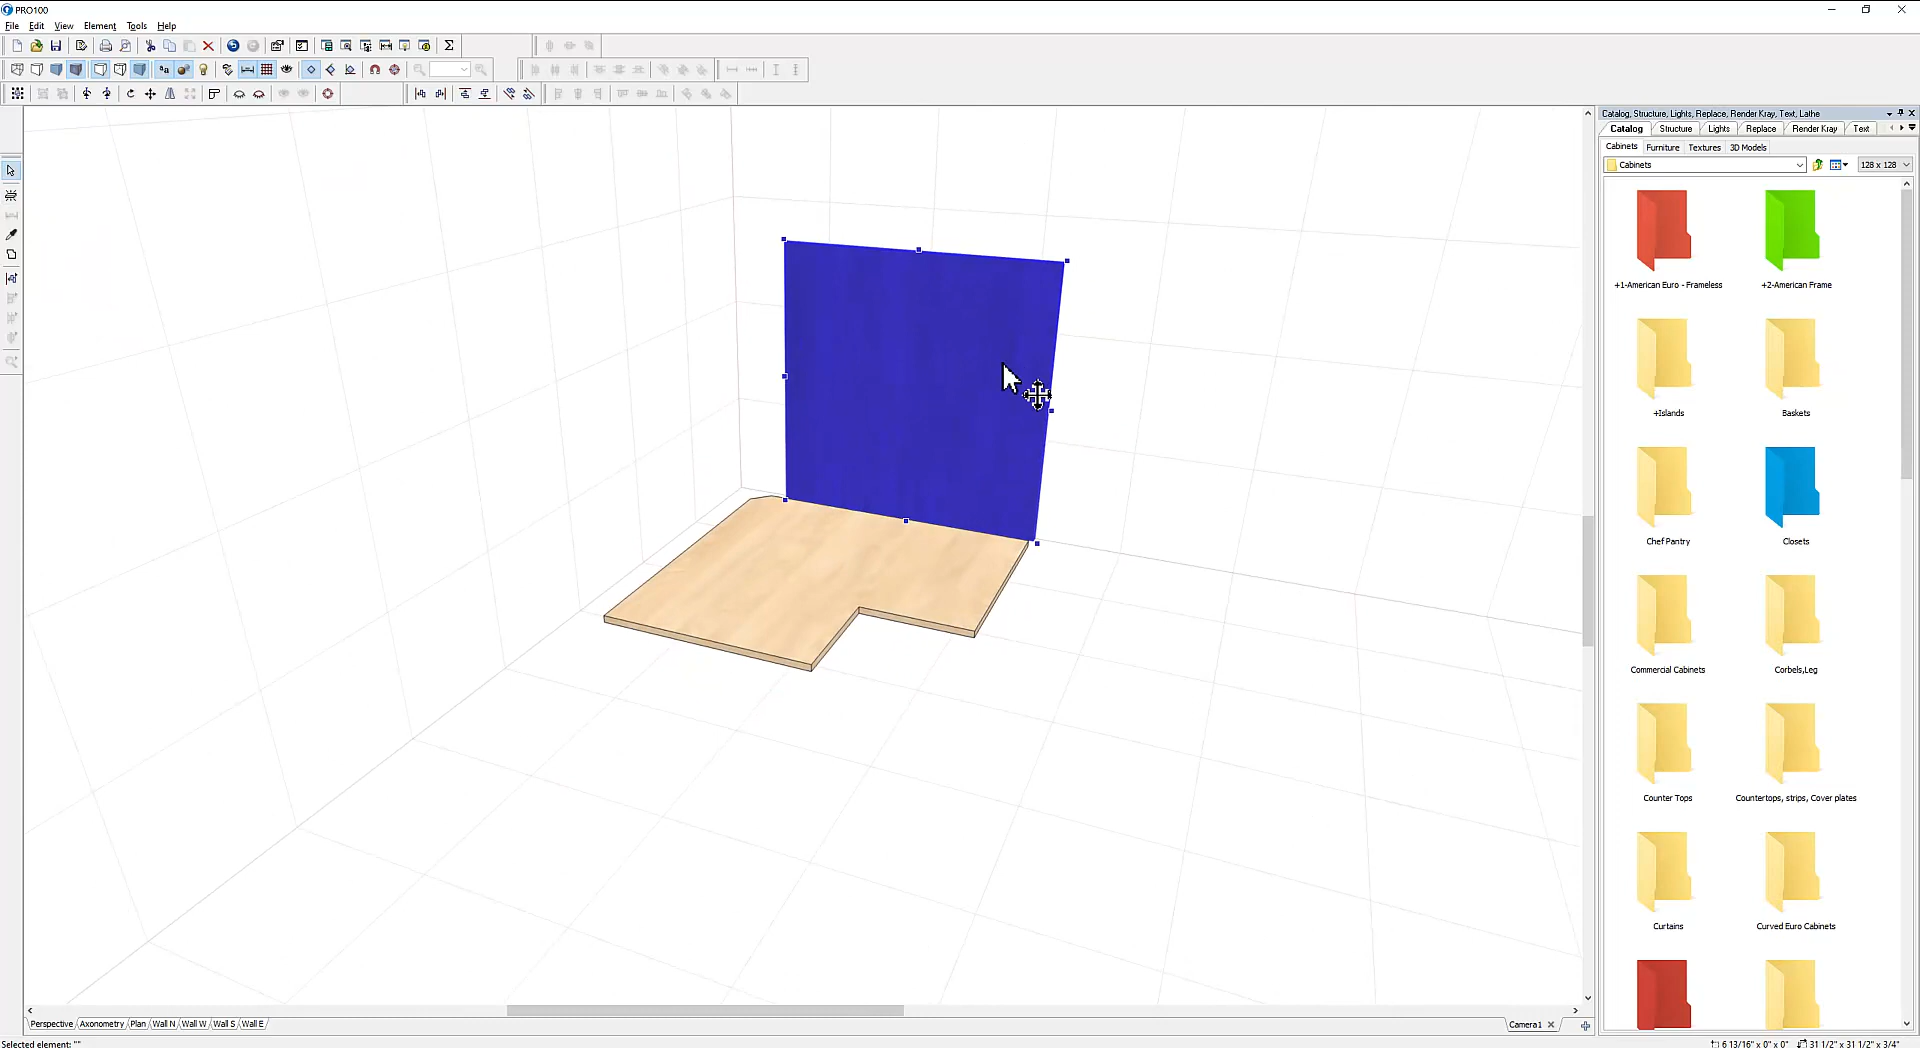 PRO100
File Edit View Element Tools Help
Catalog, Structure, Lights, Replace, Render Kray, Text, Lathe
Catalog Structure Lights Replace Render Kray Text
Cabinets Furniture Textures 3D Models
Cabinets 128 x 128
+1-American Euro - Frameless +2-American Frame
+Islands Baskets
Chef Pantry Closets
Commercial Cabinets Corbels,Leg
Counter Tops Countertops, strips, Cover plates
Curtains Curved Euro Cabinets
Perspective Axonometry Plan Wall N Wall W Wall S Wall E Camera1
Selected element: "" 6 13/16" x 0" x 0" 31 1/2" x 31 1/2" x 3/4"